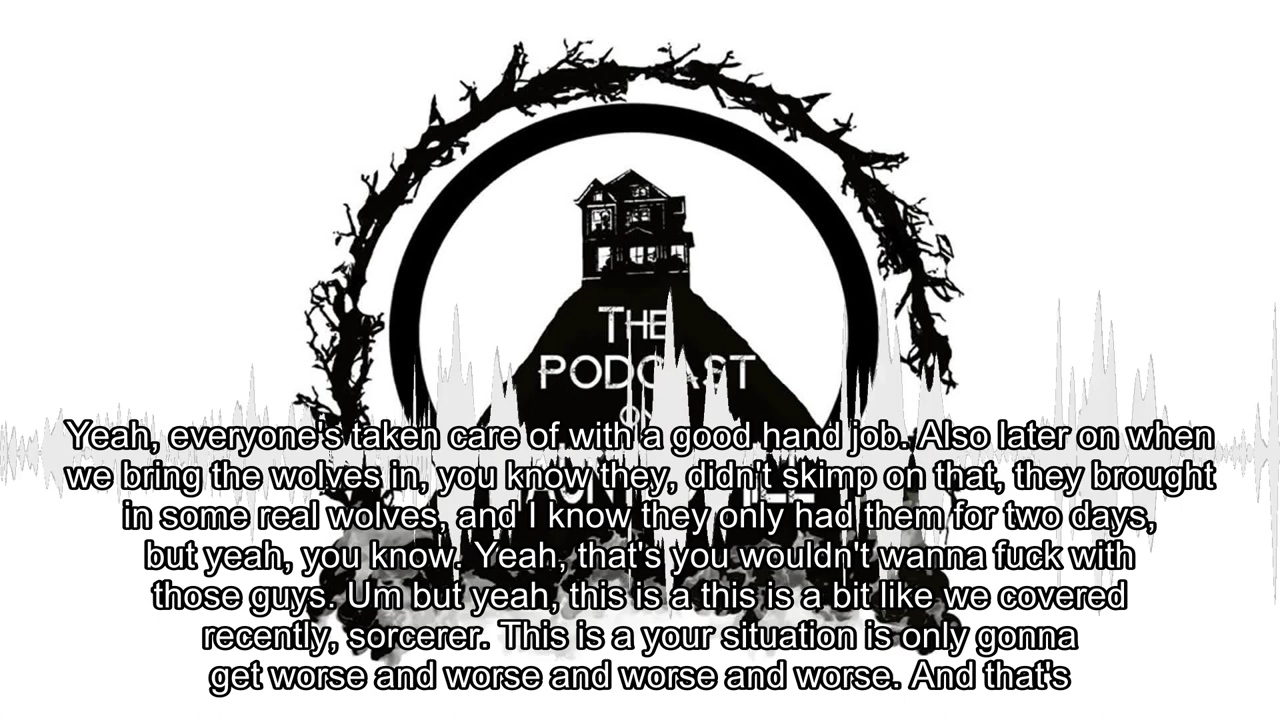 THE
PODCAST
ON
Yeah, everyone's taken care of with a good hand job. Also later on when
we bring the wolves in, you know they, didn't skimp on that, they brought
in some real wolves, and I know they only had them for two days,
but yeah, you know. Yeah, that's you wouldn't wanna fuck with
those guys. Um but yeah, this is a this is a bit like we covered
recently, sorcerer. This is a your situation is only gonna
get worse and worse and worse and worse. And that's